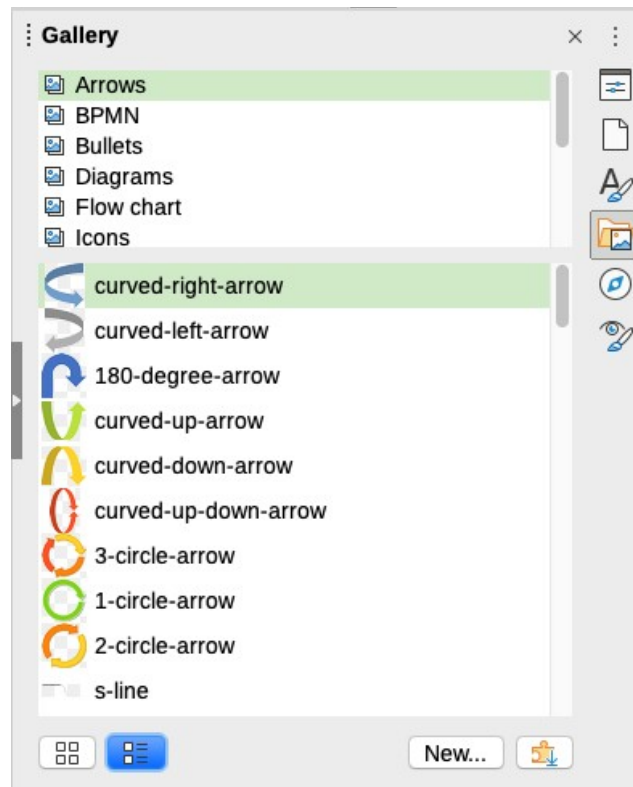 Gallery
Arrows
BPMN
Bullets
Diagrams
Flow chart
Icons
curved-right-arrow
curved-left-arrow
180-degree-arrow
curved-up-arrow
curved-down-arrow
curved-up-down-arrow
3-circle-arrow
1-circle-arrow
2-circle-arrow
s-line
New...